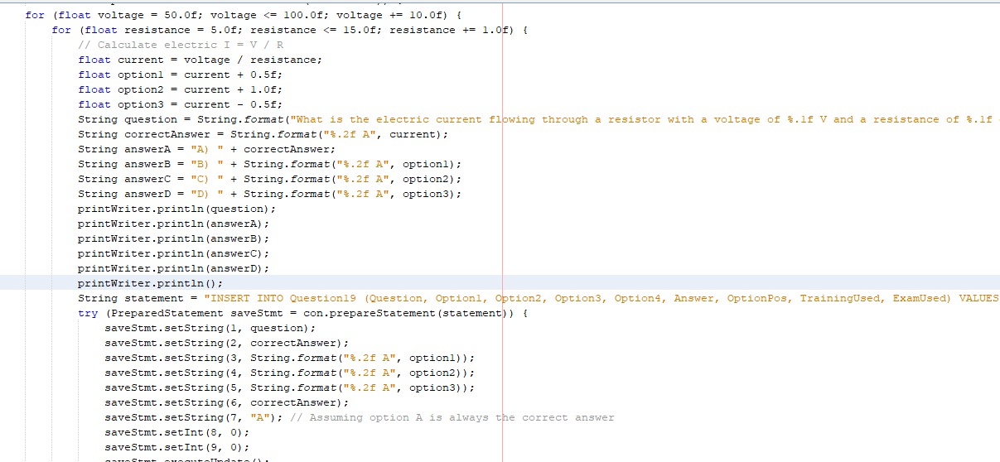 for (float voltage = 50.0f; voltage <= 100.0f; voltage += 10.0f) {
for (float resistance = 5.0f; resistance <= 15.0f; resistance += 1.0f) {
// Calculate electric I = V / R
float current = voltage / resistance;
float option1 = current + 0.5f;
float option2 = current + 1.0f;
float option3 = current - 0.5f;
String question = String.format("What is the electric current flowing through a resistor with a voltage of %.1f V and a resistance of %.1f
String correctAnswer = String.format("%.2f A", current);
String answerA = "A) " + correctAnswer;
String answerB = "B) " + String.format("%.2f A", option1);
String answerC = "C) " + String.format("%.2f A", option2);
String answerD = "D) " + String.format("%.2f A", option3);
printWriter.println(question);
printWriter.println(answerA);
printWriter.println(answerB);
printWriter.println(answerC);
printWriter.println(answerD);
printWriter.println();
String statement = "INSERT INTO Question19 (Question, Option1, Option2, Option3, Option4, Answer, OptionPos, TrainingUsed, ExamUsed) VALUES
try (PreparedStatement saveStmt = con.prepareStatement(statement)) {
saveStmt.setString(1, question);
saveStmt.setString(2, correctAnswer);
saveStmt.setString(3, String.format("%.2f A", option1));
saveStmt.setString(4, String.format("%.2f A", option2));
saveStmt.setString(5, String.format("%.2f A", option3));
saveStmt.setString(6, correctAnswer);
saveStmt.setString(7, "A"); // Assuming option A is always the correct answer
saveStmt.setInt(8, 0);
saveStmt.setInt(9, 0);
saveStmt.executeUpdate();